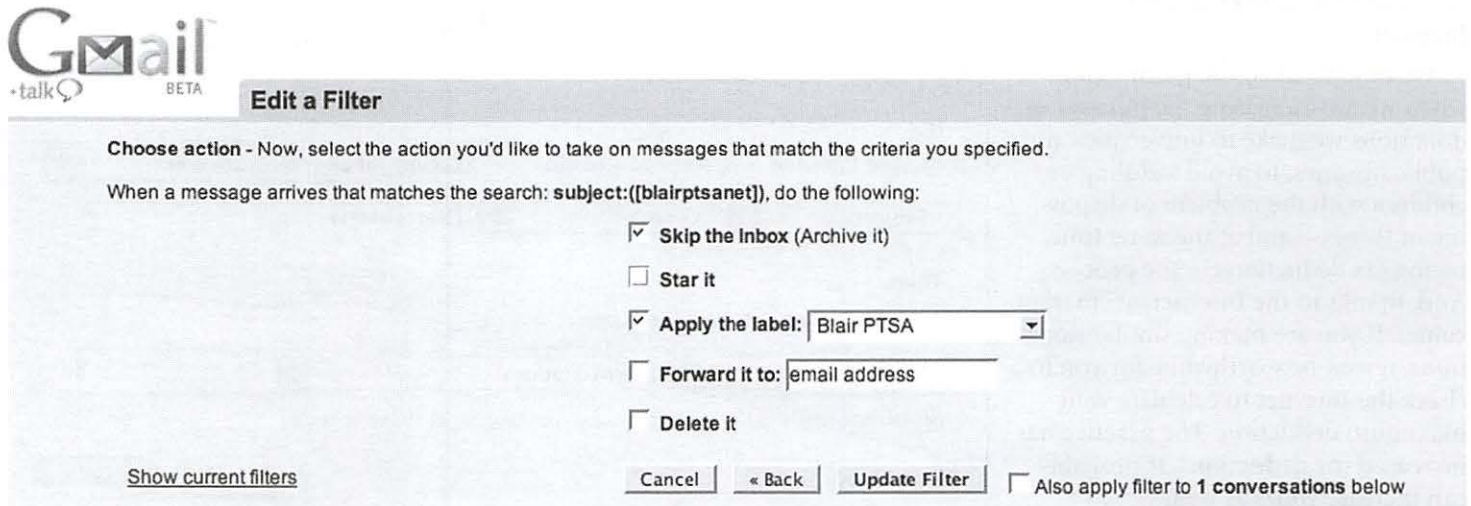 Gmail
+talk BETA
Edit a Filter
Choose action - Now, select the action you'd like to take on messages that match the criteria you specified.
When a message arrives that matches the search: subject:([blairptsanet]), do the following:
Skip the Inbox (Archive it)
Star it
Apply the label: Blair PTSA
Forward it to: email address
Delete it
Show current filters
Cancel « Back Update Filter Also apply filter to 1 conversations below